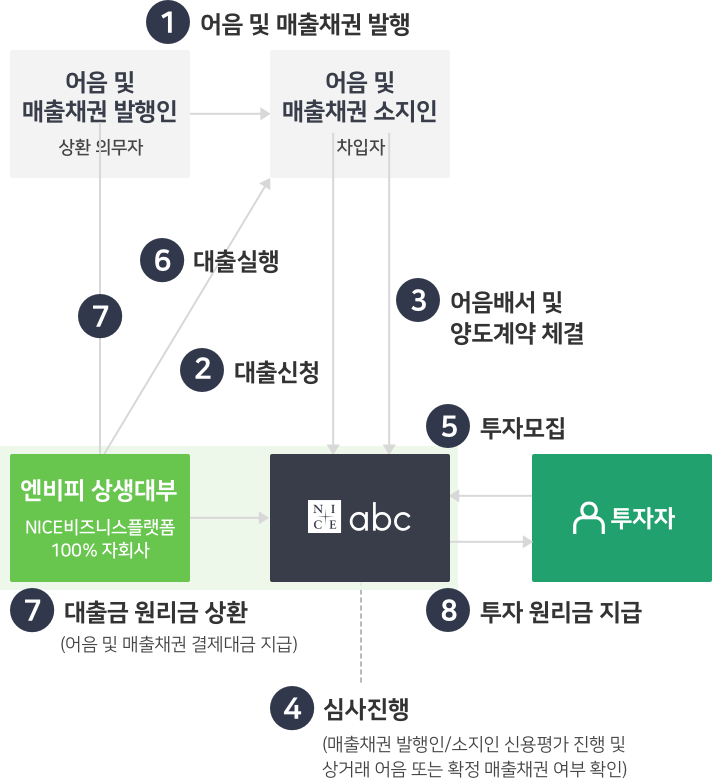 1 어음 및 매출채권 발행
어음 및
매출채권 발행인
상환 의무자
어음 및
매출채권 소지인
차입자
6 대출실행
3 어음배서 및
양도계약 체결
7
2 대출신청
5 투자모집
엔비피 상생대부
NICE비즈니스플랫폼
100% 자회사
NICE abc
투자자
7 대출금 원리금 상환
(어음 및 매출채권 결제대금 지급)
8 투자 원리금 지급
4 심사진행
(매출채권 발행인/소지인 신용평가 진행 및
상거래 어음 또는 확정 매출채권 여부 확인)